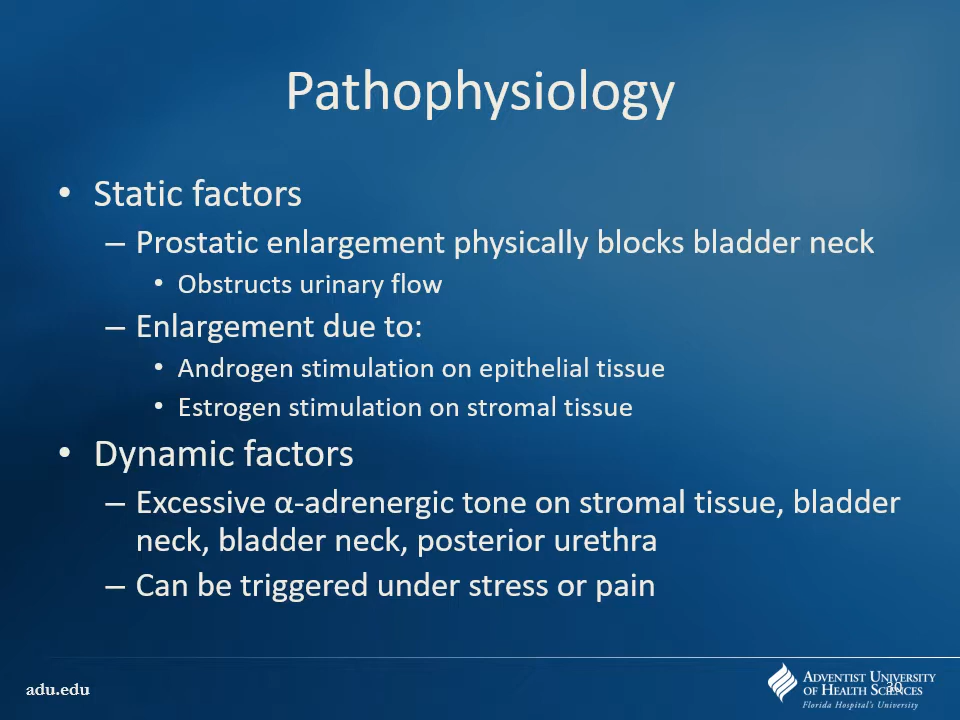 Pathophysiology
• Static factors
– Prostatic enlargement physically blocks bladder neck
• Obstructs urinary flow
– Enlargement due to:
• Androgen stimulation on epithelial tissue
• Estrogen stimulation on stromal tissue
• Dynamic factors
– Excessive α-adrenergic tone on stromal tissue, bladder
neck, bladder neck, posterior urethra
– Can be triggered under stress or pain
adu.edu
ADVENTIST UNIVERSITY
OF HEALTH SCIENCES
30
Florida Hospital's University